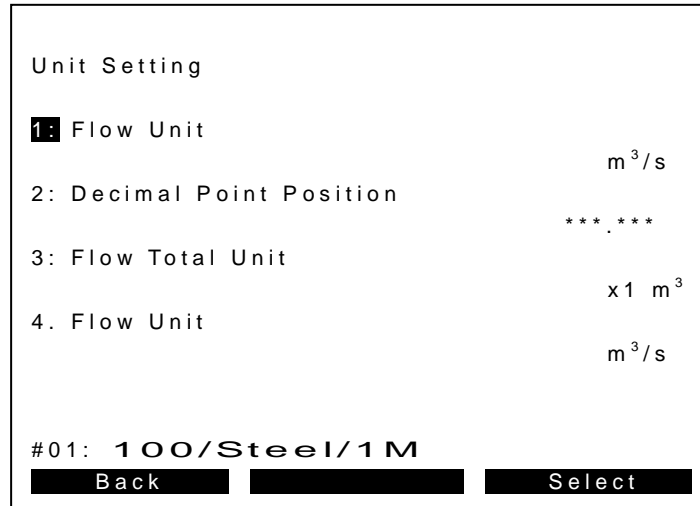 Unit Setting
1: Flow Unit
m³/s
2: Decimal Point Position
***.***
3: Flow Total Unit
x1 m³
4. Flow Unit
m³/s
#01: 100/Steel/1M
Back Select